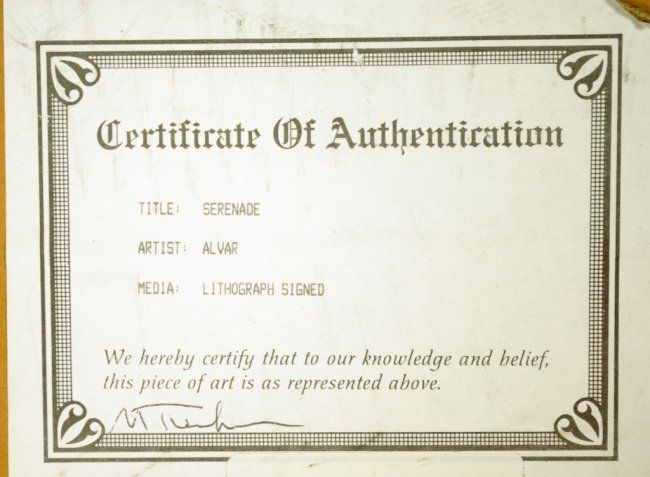 Certificate Of Authentication
TITLE: SERENADE
ARTIST: ALVAR
MEDIA: LITHOGRAPH SIGNED
We hereby certify that to our knowledge and belief,
this piece of art is as represented above.